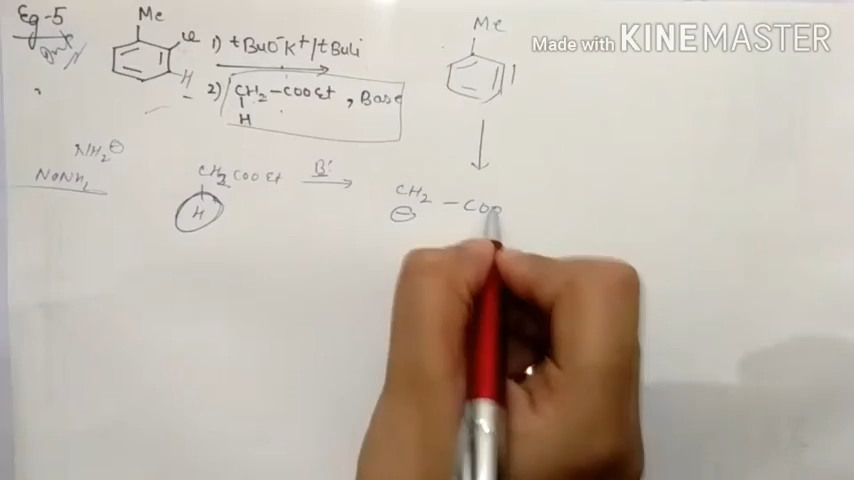 Eg-5
Me
Cl
H
1) tBuO⁻K⁺/tBuLi
2) CH2-COOEt, Base
H
Me
NH2⊖
NaNH2
CH2COOEt
H
B:
CH2 - COO
⊖
Made with KINEMASTER